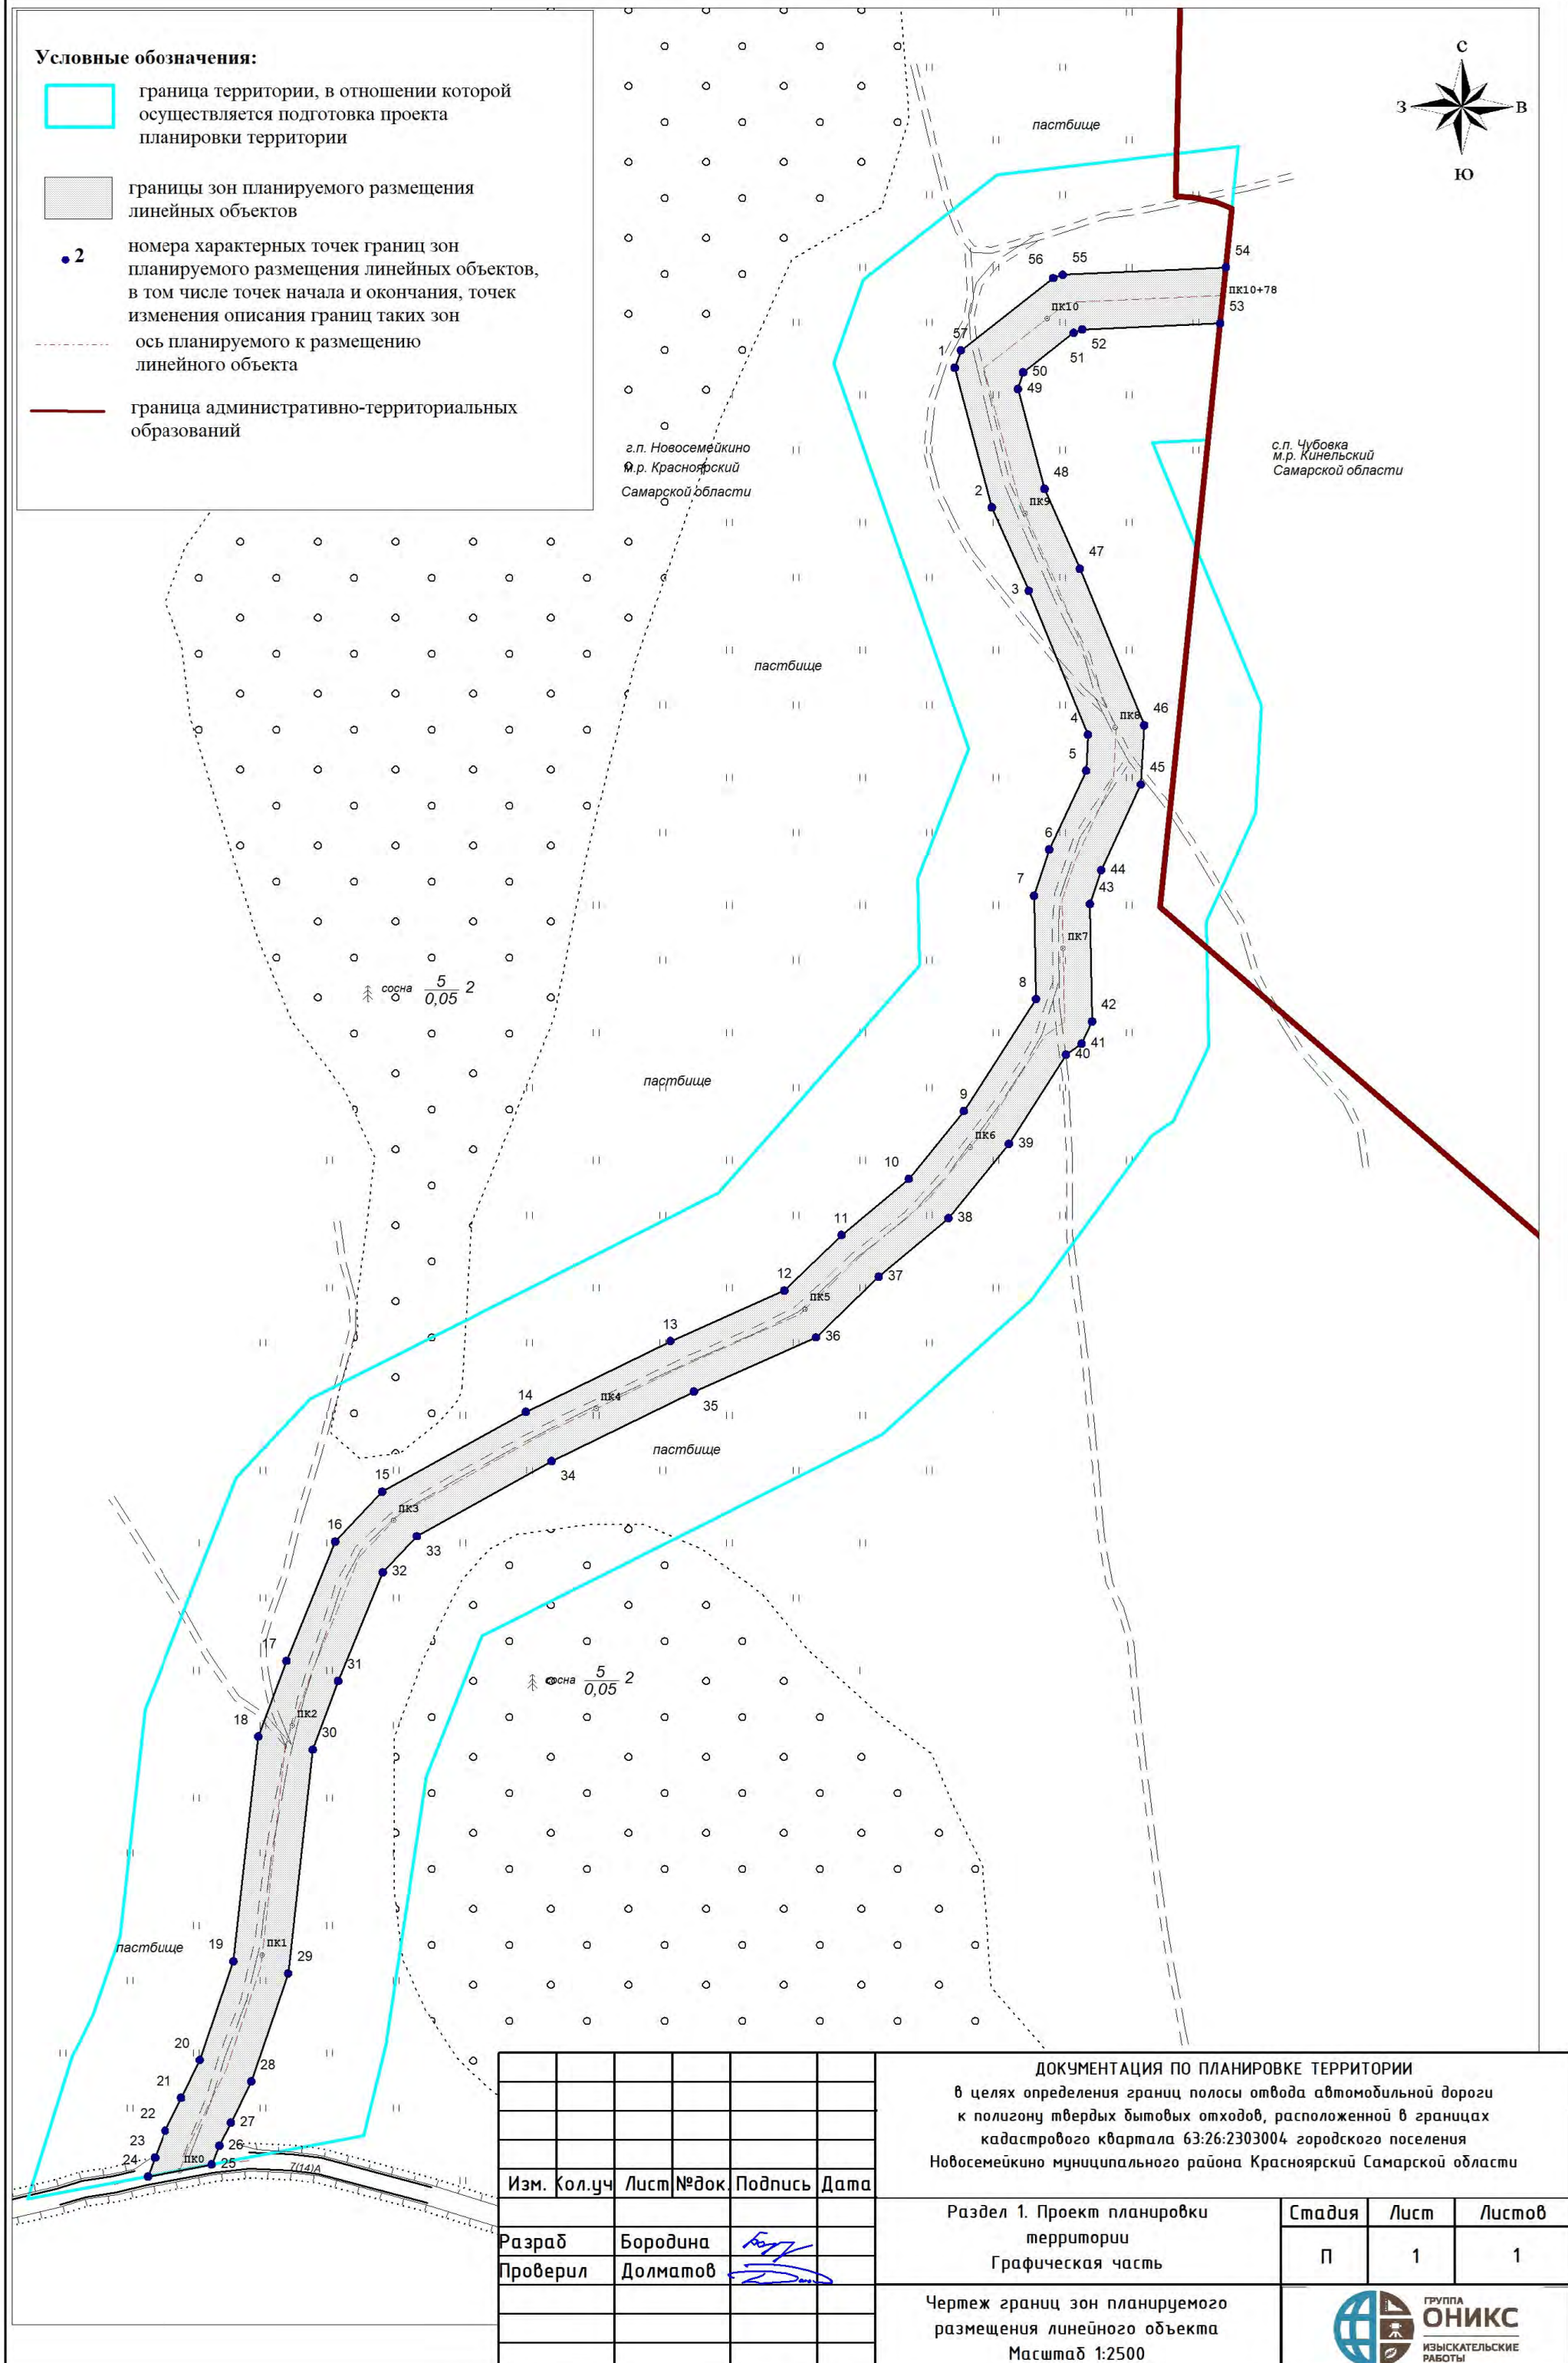 Условные обозначения:
граница территории, в отношении которой
осуществляется подготовка проекта
планировки территории
границы зон планируемого размещения
линейных объектов
2
номера характерных точек границ зон
планируемого размещения линейных объектов,
в том числе точек начала и окончания, точек
изменения описания границ таких зон
ось планируемого к размещению
линейного объекта
граница административно-территориальных
образований
С
З
В
Ю
пастбище
54
55
56
ПК10+78
53
ПК10
52
57
1
51
50
49
г.п. Новосемейкино
м.р. Красноярский
Самарской области
с.п. Чубовка
м.р. Кинельский
Самарской области
48
2
ПК9
47
3
пастбище
46
4
ПК8
5
45
6
44
7
43
ПК7
8
сосна 5/0,05 2
42
41
40
пастбище
9
ПК6
39
10
11
38
12
37
ПК5
13
36
14
ПК4
35
пастбище
34
15
ПК3
16
33
32
17
31
сосна 5/0,05 2
18
ПК2
30
пастбище
19
ПК1
29
20
28
21
22
27
23
26
24
ПК0
25
7(14)А
ДОКУМЕНТАЦИЯ ПО ПЛАНИРОВКЕ ТЕРРИТОРИИ
в целях определения границ полосы отвода автомобильной дороги
к полигону твердых бытовых отходов, расположенной в границах
кадастрового квартала 63:26:2303004 городского поселения
Новосемейкино муниципального района Красноярский Самарской области
Изм. Кол.уч Лист №док. Подпись Дата
Раздел 1. Проект планировки
территории
Графическая часть
Стадия Лист Листов
П 1 1
Разраб Бородина
Проверил Долматов
Чертеж границ зон планируемого
размещения линейного объекта
Масштаб 1:2500
ГРУППА
ОНИКС
ИЗЫСКАТЕЛЬСКИЕ
РАБОТЫ